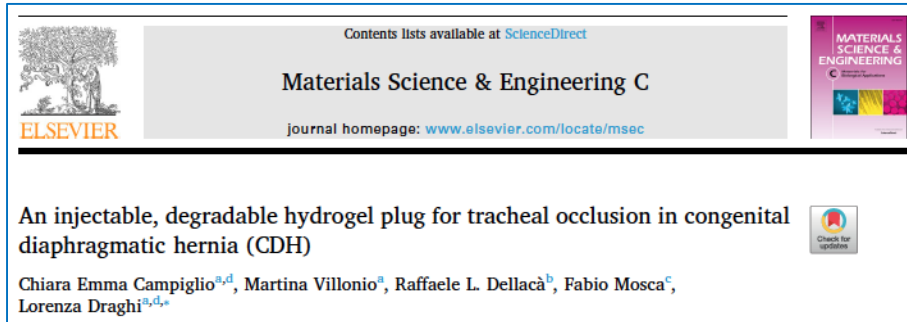 Contents lists available at ScienceDirect
Materials Science & Engineering C
journal homepage: www.elsevier.com/locate/msec
ELSEVIER
MATERIALS
SCIENCE &
ENGINEERING
C
An injectable, degradable hydrogel plug for tracheal occlusion in congenital
diaphragmatic hernia (CDH)
Check for
updates
Chiara Emma Campiglioᵃ,ᵈ, Martina Villonioᵃ, Raffaele L. Dellacàᵇ, Fabio Moscaᶜ,
Lorenza Draghiᵃ,ᵈ,*